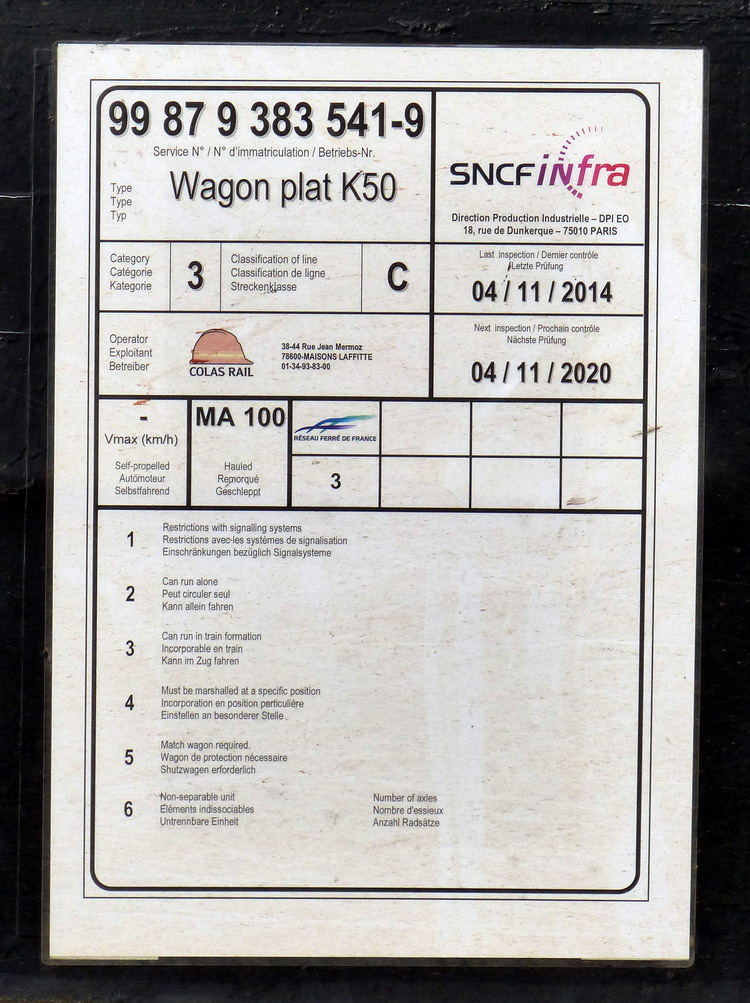 99 87 9 383 541-9
Service N° / N° d'immatriculation / Betriebs-Nr.
Type
Type
Typ
Wagon plat K50
SNCF infra
Direction Production Industrielle – DPI EO
18, rue de Dunkerque – 75010 PARIS
Category
Catégorie
Kategorie
3
Classification of line
Classification de ligne
Streckenklasse
C
Last inspection / Dernier contrôle
/Letzte Prüfung
04 / 11 / 2014
Operator
Exploitant
Betreiber
COLAS RAIL
38-44 Rue Jean Mermoz
78600-MAISONS LAFFITTE
01-34-93-83-00
Next inspection / Prochain contrôle
Nächste Prüfung
04 / 11 / 2020
-
Vmax (km/h)
Self-propelled
Automoteur
Selbstfahrend
MA 100
Hauled
Remorqué
Geschleppt
RÉSEAU FERRÉ DE FRANCE
3
1
Restrictions with signalling systems
Restrictions avec les systèmes de signalisation
Einschränkungen bezüglich Signalsysteme
2
Can run alone
Peut circuler seul
Kann allein fahren
3
Can run in train formation
Incorporable en train
Kann im Zug fahren
4
Must be marshalled at a specific position
Incorporation en position particulière
Einstellen an besonderer Stelle
5
Match wagon required.
Wagon de protection nécessaire
Shutzwagen erforderlich
6
Non-separable unit
Eléments indissociables
Untrennbare Einheit
Number of axles
Nombre d'essieux
Anzahl Radsätze